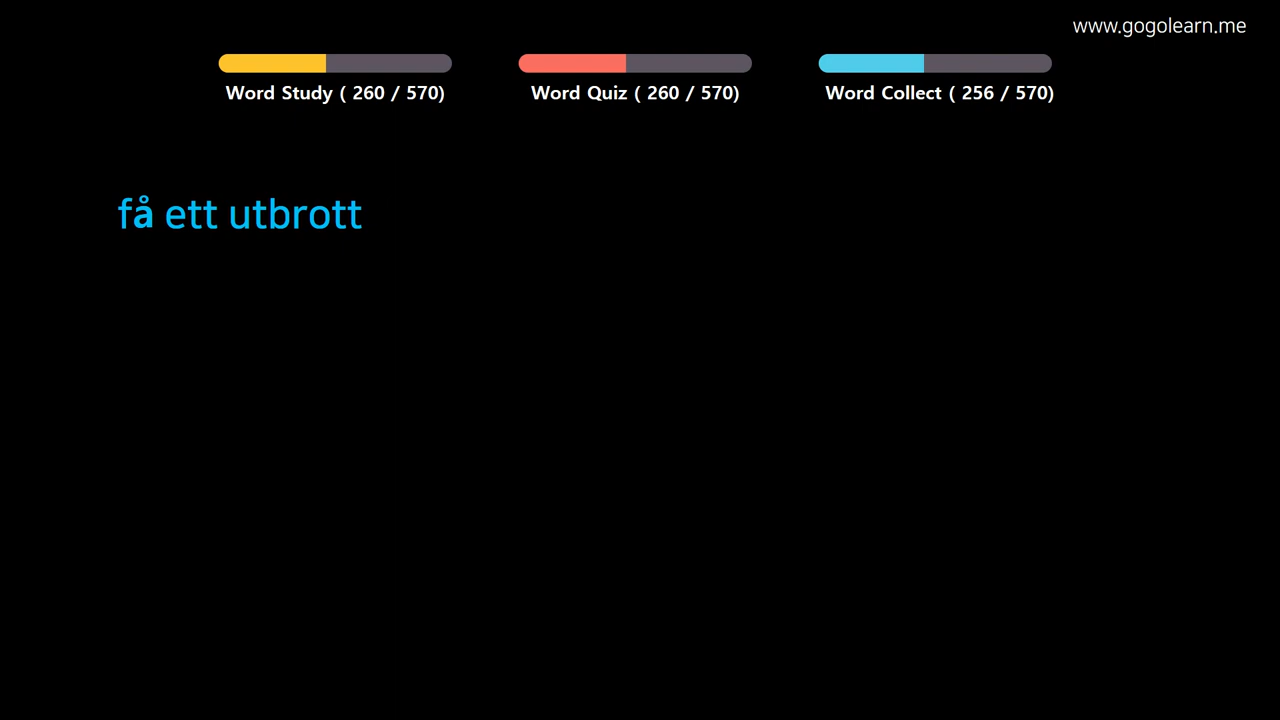 www.gogolearn.me
Word Study ( 260 / 570)
Word Quiz ( 260 / 570)
Word Collect ( 256 / 570)
få ett utbrott